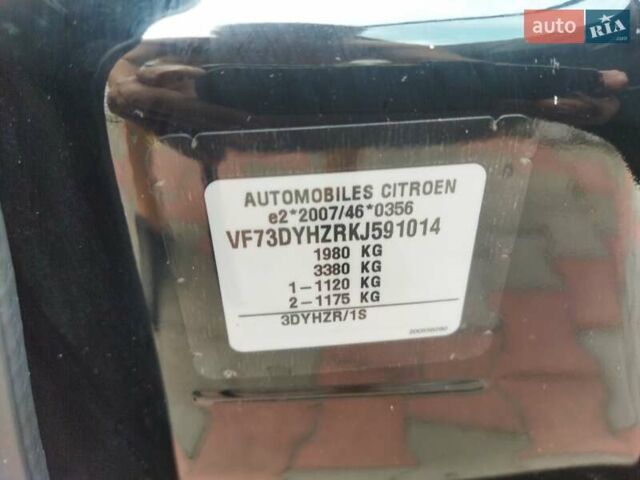 auto RIA
.com
AUTOMOBILES CITROEN
e2*2007/46*0356
VF73DYHZRKJ591014
1980 KG
3380 KG
1-1120 KG
2-1175 KG
3DYHZR/1S